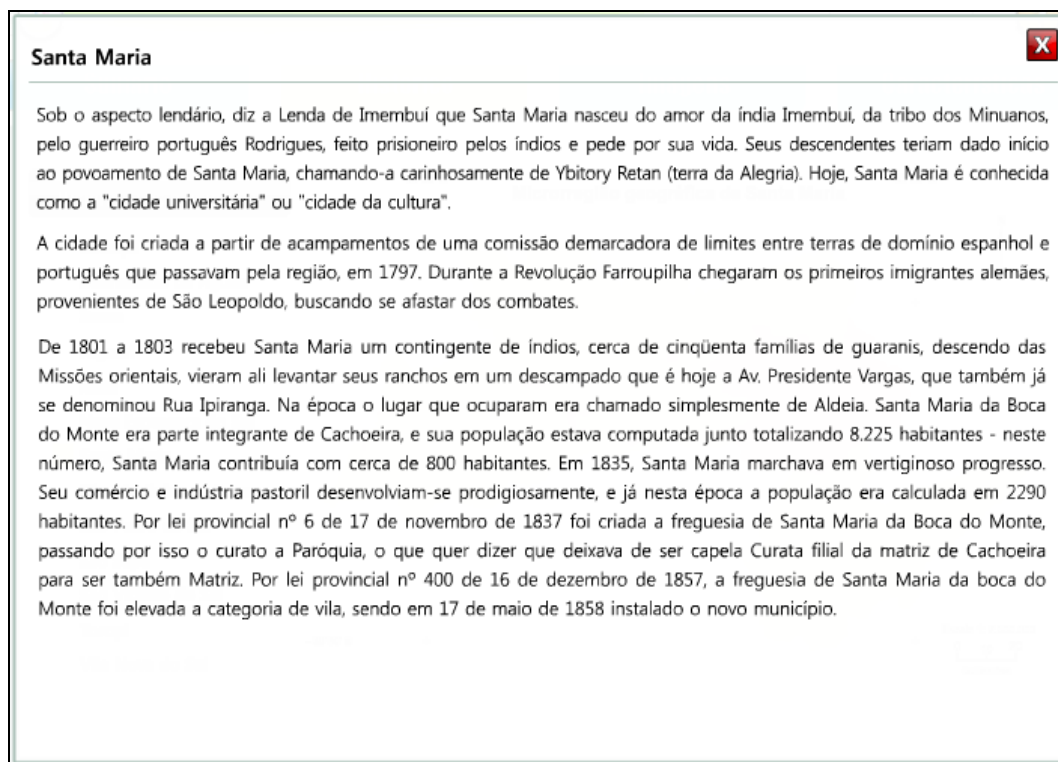 Santa Maria
X
Sob o aspecto lendário, diz a Lenda de Imembuí que Santa Maria nasceu do amor da índia Imembuí, da tribo dos Minuanos,
pelo guerreiro português Rodrigues, feito prisioneiro pelos índios e pede por sua vida. Seus descendentes teriam dado início
ao povoamento de Santa Maria, chamando-a carinhosamente de Ybitory Retan (terra da Alegria). Hoje, Santa Maria é conhecida
como a "cidade universitária" ou "cidade da cultura".
A cidade foi criada a partir de acampamentos de uma comissão demarcadora de limites entre terras de domínio espanhol e
português que passavam pela região, em 1797. Durante a Revolução Farroupilha chegaram os primeiros imigrantes alemães,
provenientes de São Leopoldo, buscando se afastar dos combates.
De 1801 a 1803 recebeu Santa Maria um contingente de índios, cerca de cinqüenta famílias de guaranis, descendo das
Missões orientais, vieram ali levantar seus ranchos em um descampado que é hoje a Av. Presidente Vargas, que também já
se denominou Rua Ipiranga. Na época o lugar que ocuparam era chamado simplesmente de Aldeia. Santa Maria da Boca
do Monte era parte integrante de Cachoeira, e sua população estava computada junto totalizando 8.225 habitantes - neste
número, Santa Maria contribuía com cerca de 800 habitantes. Em 1835, Santa Maria marchava em vertiginoso progresso.
Seu comércio e indústria pastoril desenvolviam-se prodigiosamente, e já nesta época a população era calculada em 2290
habitantes. Por lei provincial nº 6 de 17 de novembro de 1837 foi criada a freguesia de Santa Maria da Boca do Monte,
passando por isso o curato a Paróquia, o que quer dizer que deixava de ser capela Curata filial da matriz de Cachoeira
para ser também Matriz. Por lei provincial nº 400 de 16 de dezembro de 1857, a freguesia de Santa Maria da boca do
Monte foi elevada a categoria de vila, sendo em 17 de maio de 1858 instalado o novo município.